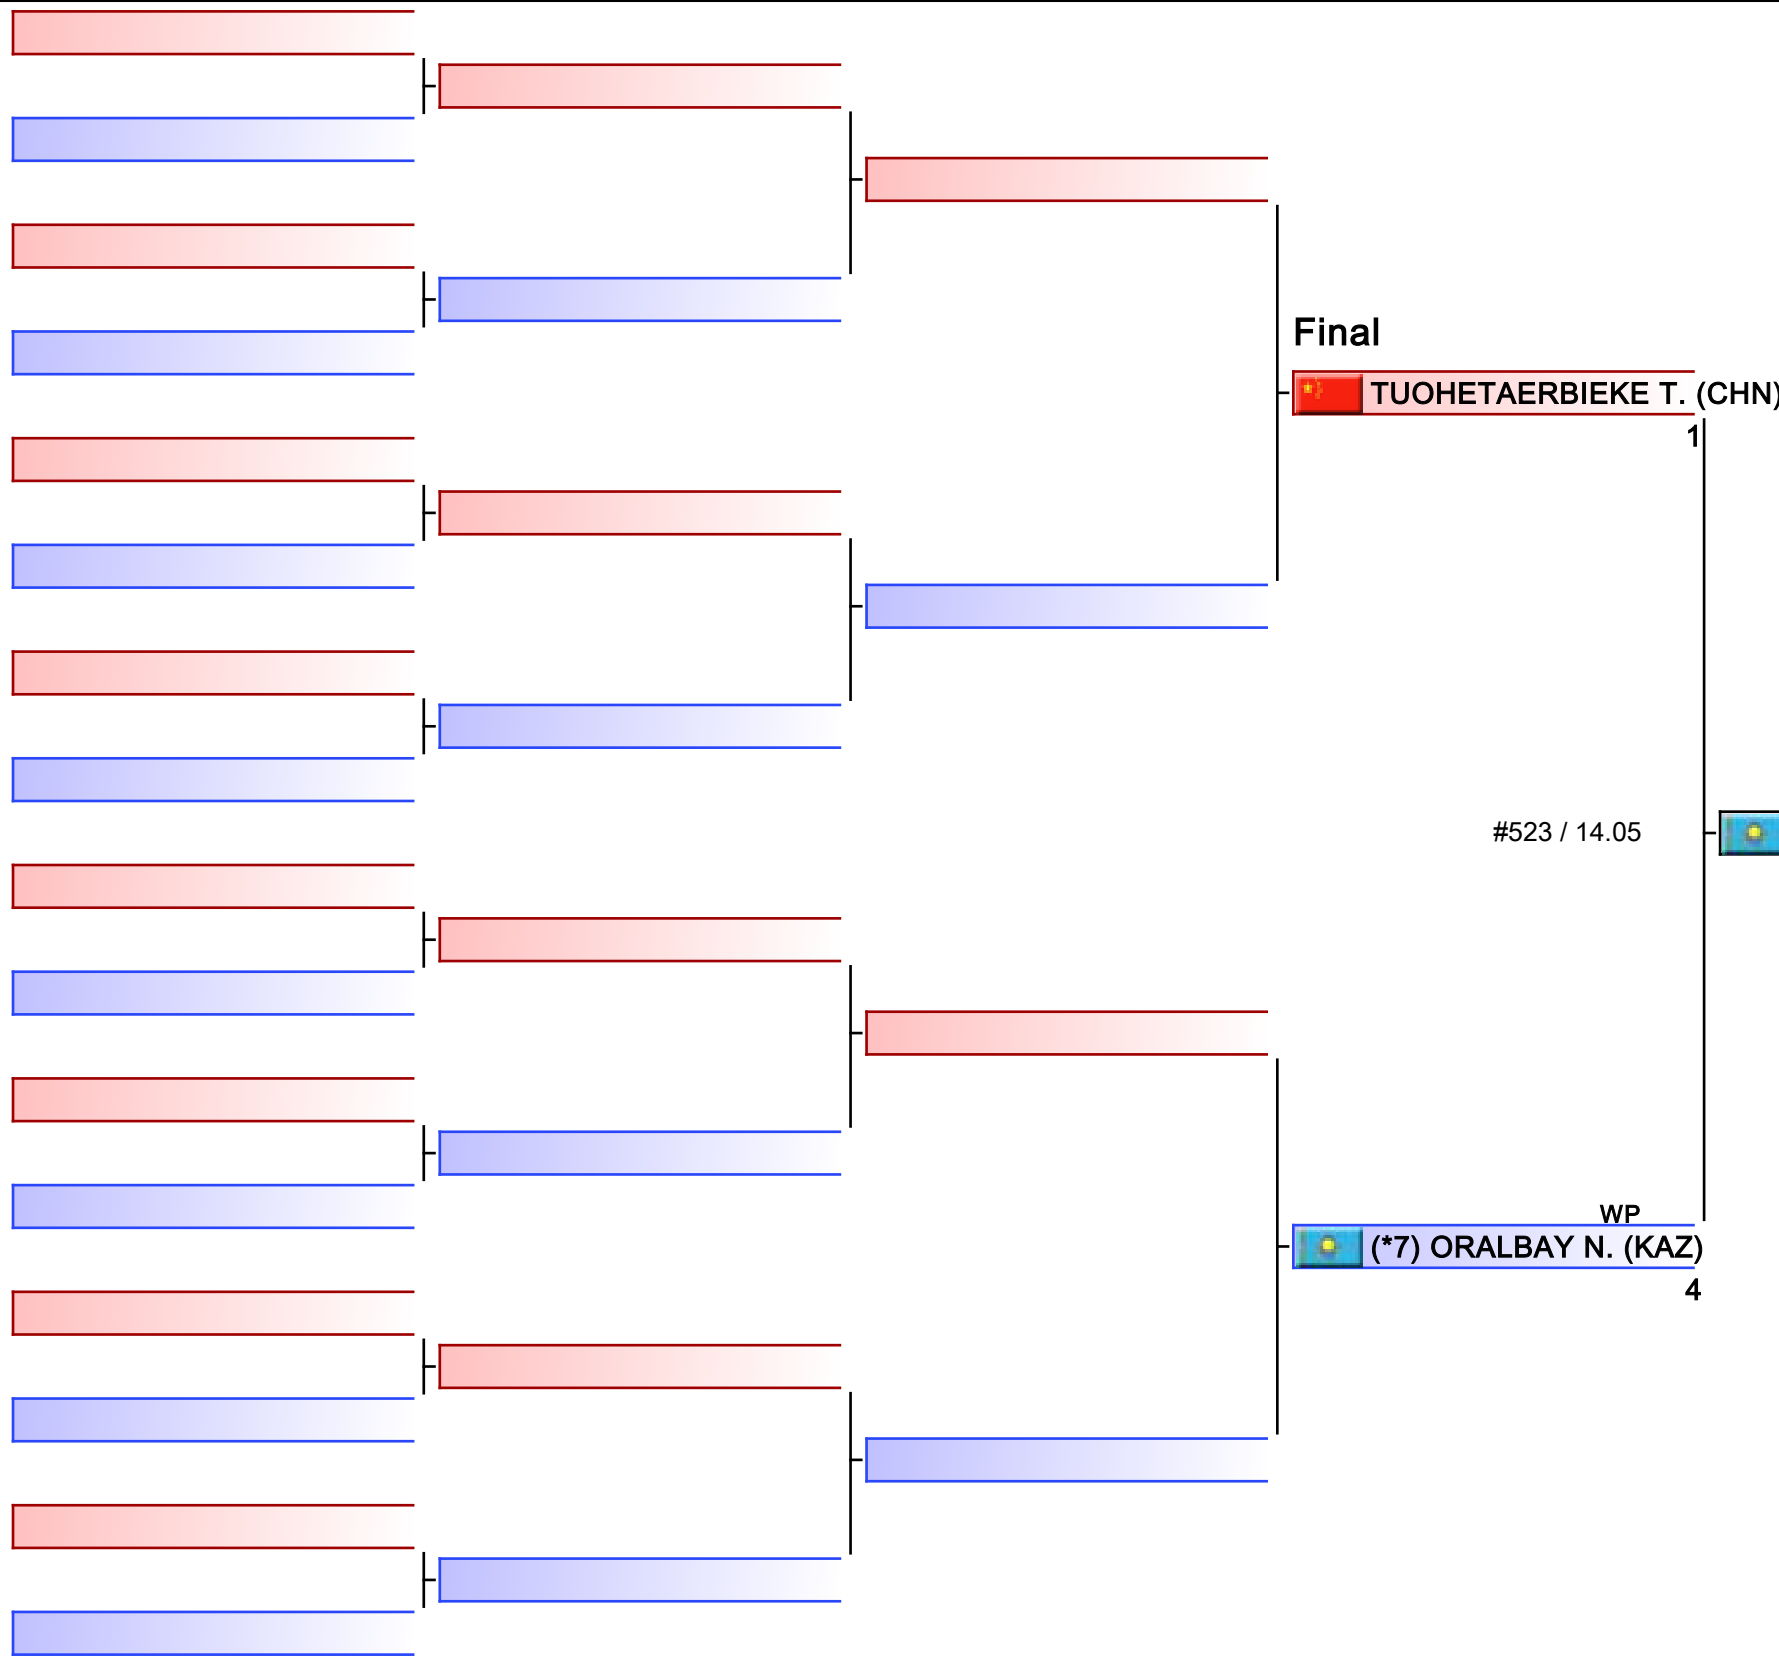 Final
TUOHETAERBIEKE T. (CHN)
1
#523 / 14.05
WP
(*7) ORALBAY N. (KAZ)
4